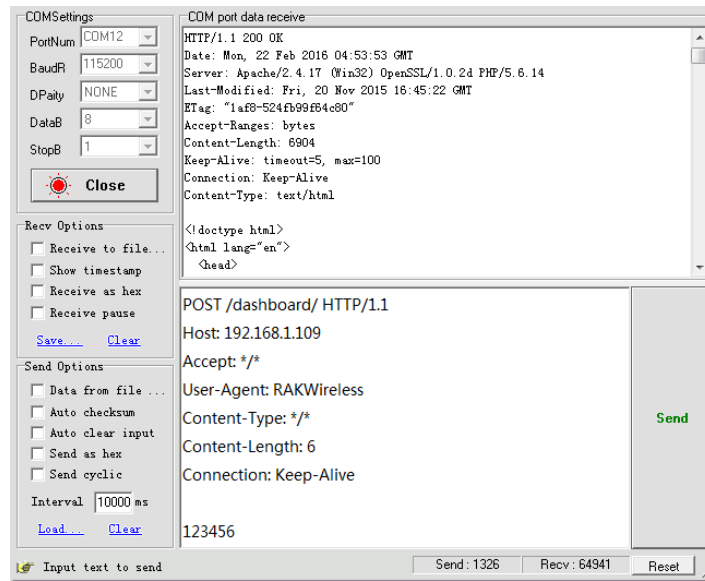 COMSettings
PortNum COM12
BaudR 115200
DPaity NONE
DataB 8
StopB 1
Close
Recv Options
Receive to file...
Show timestamp
Receive as hex
Receive pause
Save... Clear
Send Options
Data from file ...
Auto checksum
Auto clear input
Send as hex
Send cyclic
Interval 10000 ms
Load... Clear
COM port data receive
HTTP/1.1 200 OK
Date: Mon, 22 Feb 2016 04:53:53 GMT
Server: Apache/2.4.17 (Win32) OpenSSL/1.0.2d PHP/5.6.14
Last-Modified: Fri, 20 Nov 2015 16:45:22 GMT
ETag: "1af8-524fb99f64c80"
Accept-Ranges: bytes
Content-Length: 6904
Keep-Alive: timeout=5, max=100
Connection: Keep-Alive
Content-Type: text/html
<!doctype html>
<html lang="en">
<head>
POST /dashboard/ HTTP/1.1
Host: 192.168.1.109
Accept: */*
User-Agent: RAKWireless
Content-Type: */*
Content-Length: 6
Connection: Keep-Alive
123456
Send
Input text to send
Send : 1326
Recv : 64941
Reset